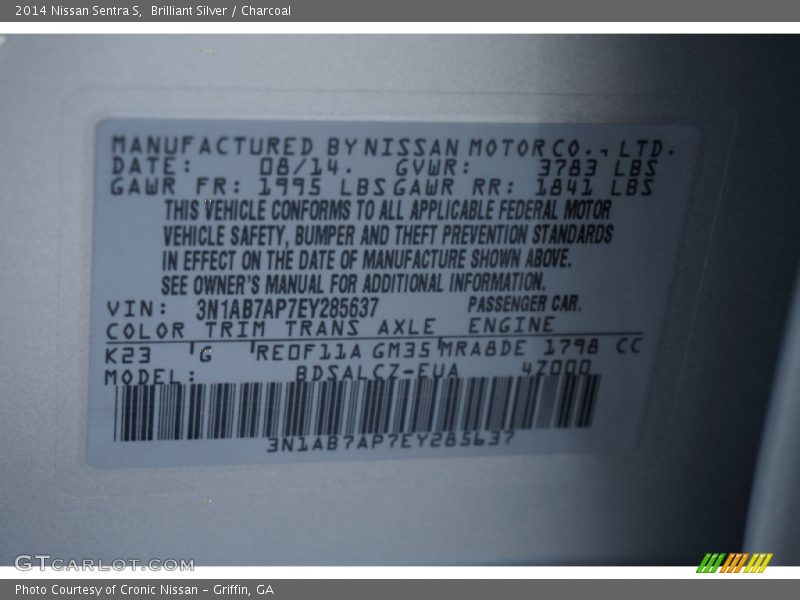 2014 Nissan Sentra S,  Brilliant Silver / Charcoal
MANUFACTURED BY NISSAN MOTOR CO., LTD.
DATE: 08/14. GVWR: 3783 LBS
GAWR FR: 1995 LBS GAWR RR: 1841 LBS
THIS VEHICLE CONFORMS TO ALL APPLICABLE FEDERAL MOTOR
VEHICLE SAFETY, BUMPER AND THEFT PREVENTION STANDARDS
IN EFFECT ON THE DATE OF MANUFACTURE SHOWN ABOVE.
SEE OWNER'S MANUAL FOR ADDITIONAL INFORMATION.
VIN: 3N1AB7AP7EY285637 PASSENGER CAR.
COLOR TRIM TRANS AXLE ENGINE
K23 G RE0F11A GM35 MRA8DE 1798 CC
MODEL: BDSALCZ-EUA 4Z000
3N1AB7AP7EY285637
GTCARLOT.COM
Photo Courtesy of Cronic Nissan - Griffin, GA